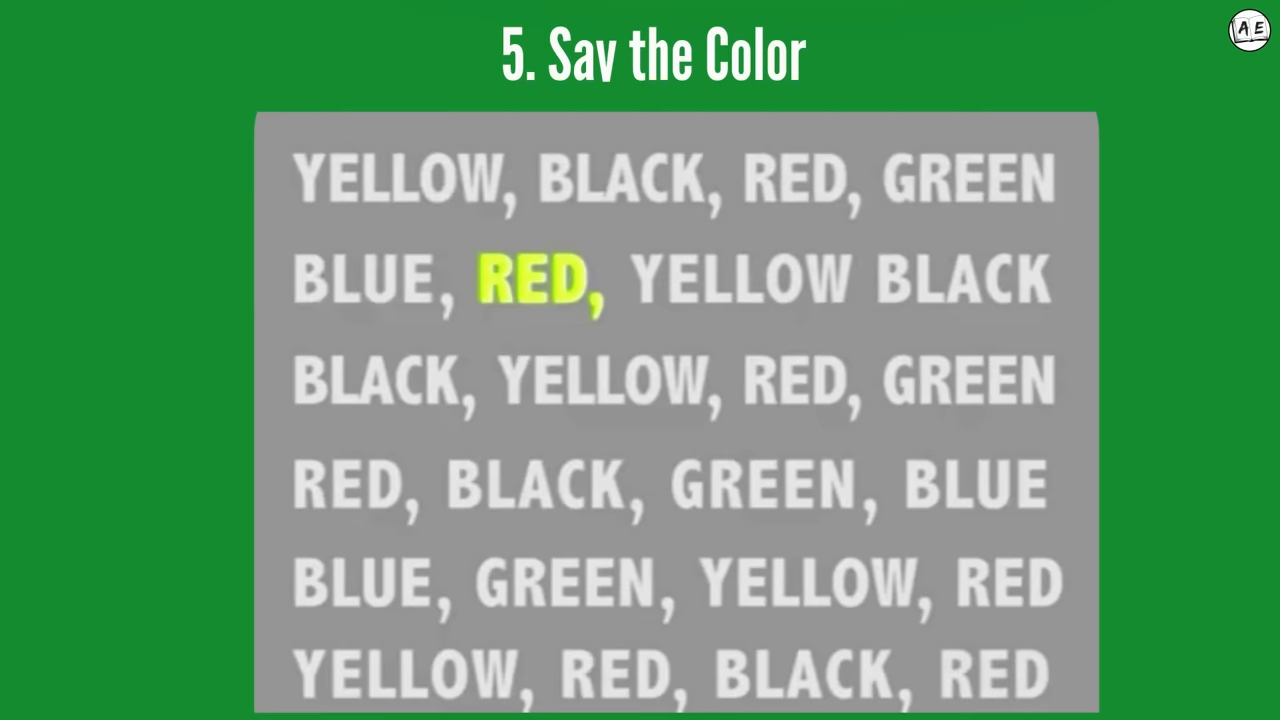 5. Sav the Color
A E
YELLOW, BLACK, RED, GREEN
BLUE, RED, YELLOW BLACK
BLACK, YELLOW, RED, GREEN
RED, BLACK, GREEN, BLUE
BLUE, GREEN, YELLOW, RED
YELLOW, RED, BLACK, RED